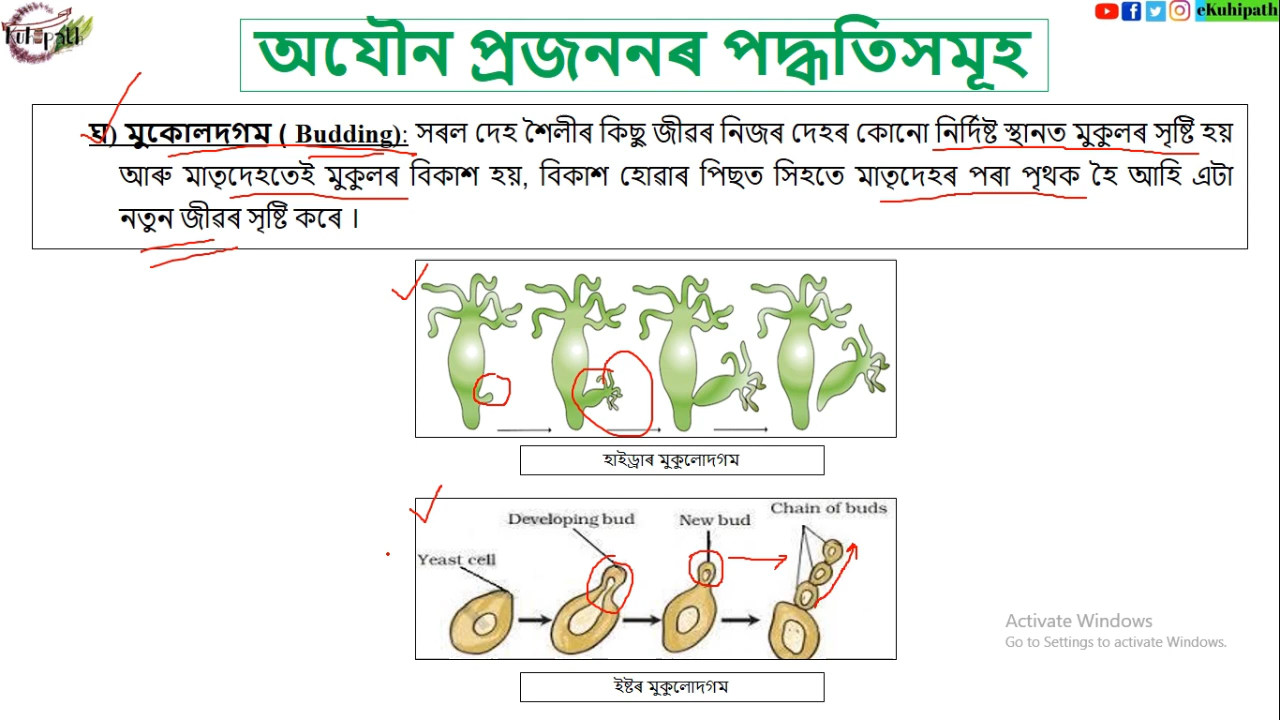 Kuhipath
eKuhipath
অযৌন প্ৰজননৰ পদ্ধতিসমূহ
ঘ) মুকোলদগম ( Budding): সৰল দেহ শৈলীৰ কিছু জীৱৰ নিজৰ দেহৰ কোনো নিৰ্দিষ্ট স্থানত মুকুলৰ সৃষ্টি হয়
আৰু মাতৃদেহতেই মুকুলৰ বিকাশ হয়, বিকাশ হোৱাৰ পিছত সিহতে মাতৃদেহৰ পৰা পৃথক হৈ আহি এটা
নতুন জীৱৰ সৃষ্টি কৰে ।
হাইড্ৰাৰ মুকুলোদগম
Chain of buds
Developing bud
New bud
Yeast cell
Activate Windows
Go to Settings to activate Windows.
ইষ্টৰ মুকুলোদগম